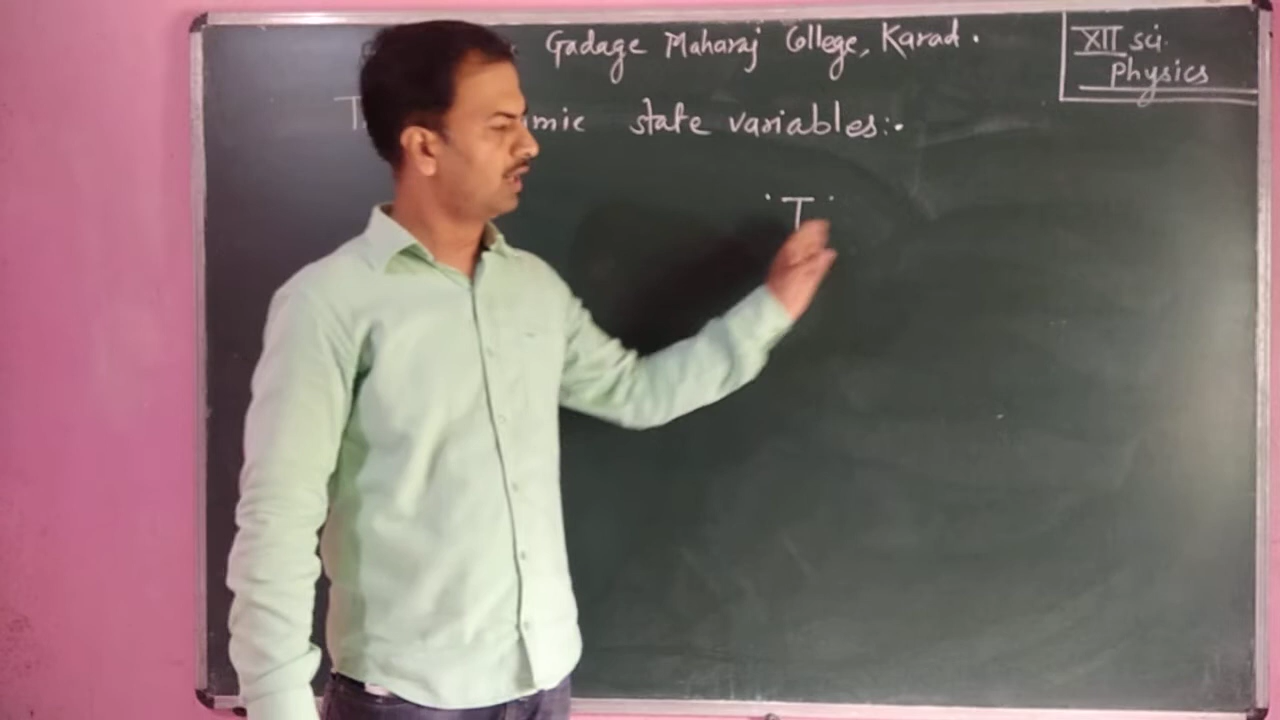 Gadage Maharaj College, Karad.
XII sci.
Physics
state variables:-
'T'